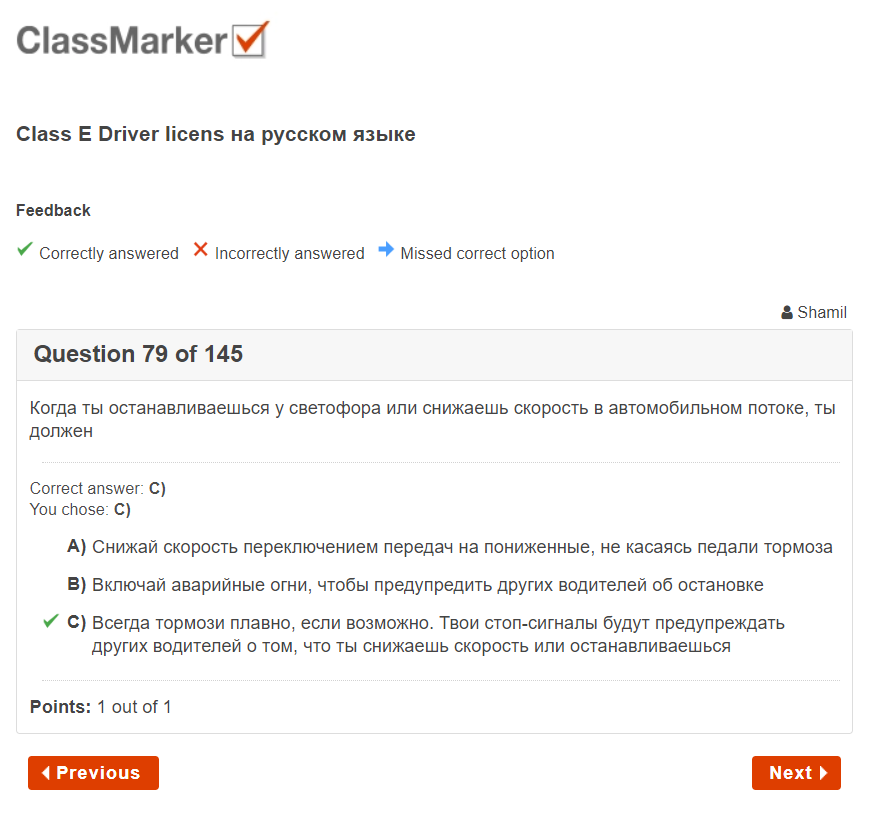 ClassMarker
Class E Driver licens на русском языке
Feedback
Correctly answered Incorrectly answered Missed correct option
Shamil
Question 79 of 145
Когда ты останавливаешься у светофора или снижаешь скорость в автомобильном потоке, ты
должен
Correct answer: C)
You chose: C)
A) Снижай скорость переключением передач на пониженные, не касаясь педали тормоза
B) Включай аварийные огни, чтобы предупредить других водителей об остановке
C) Всегда тормози плавно, если возможно. Твои стоп-сигналы будут предупреждать
других водителей о том, что ты снижаешь скорость или останавливаешься
Points: 1 out of 1
Previous
Next